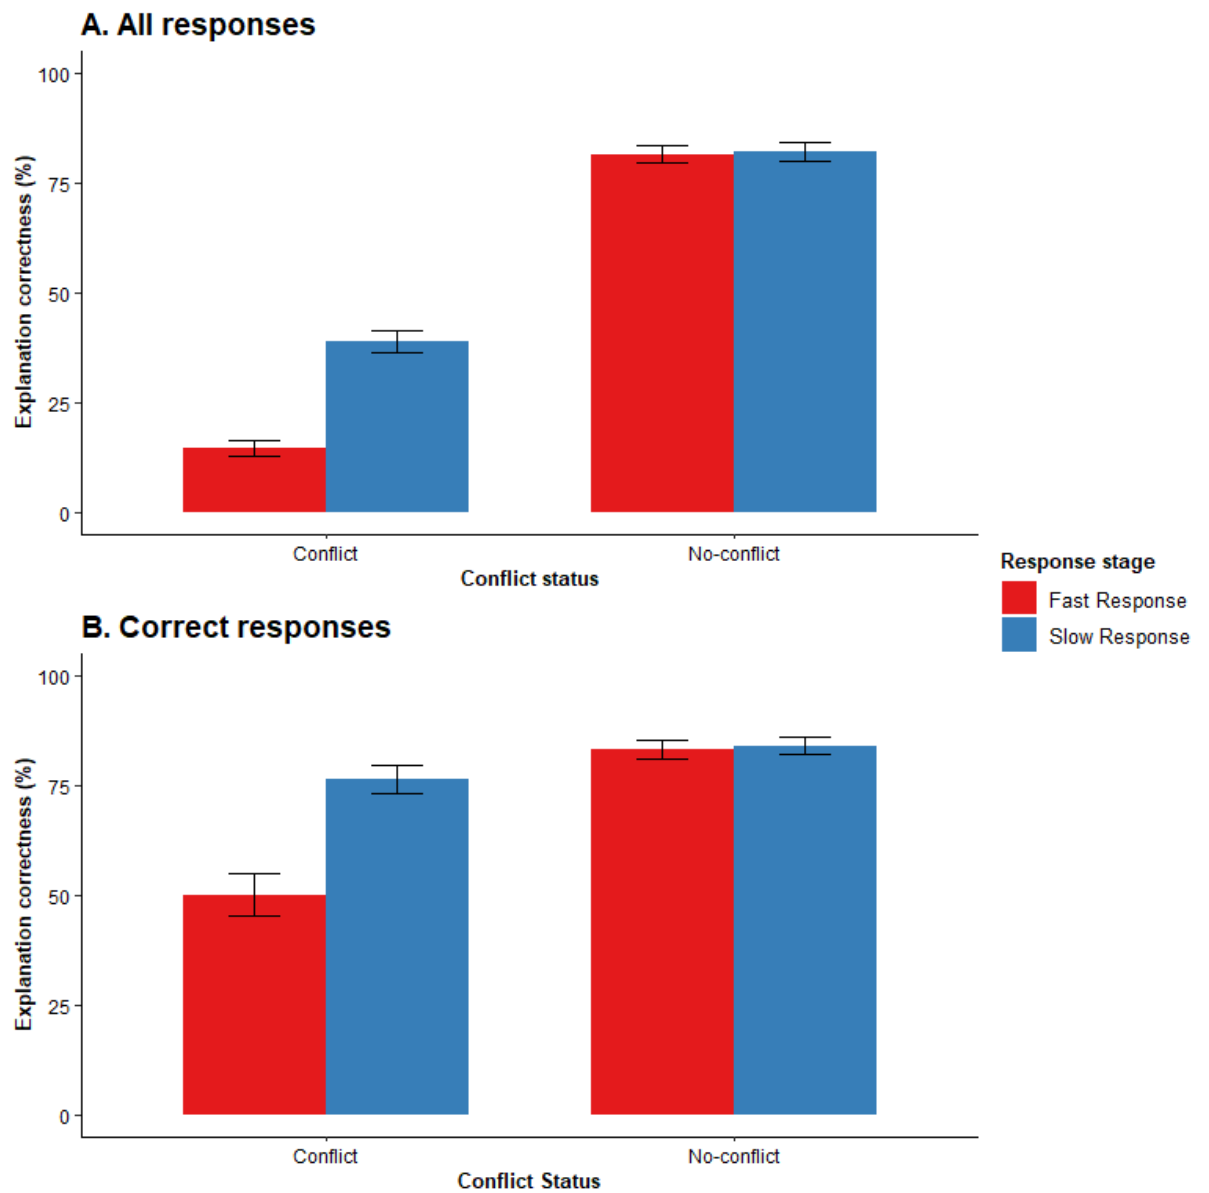 A. All responses
Explanation correctness (%)
100
75
50
25
0
Conflict
No-conflict
Conflict status
Response stage
Fast Response
Slow Response
B. Correct responses
Explanation correctness (%)
100
75
50
25
0
Conflict
No-conflict
Conflict Status